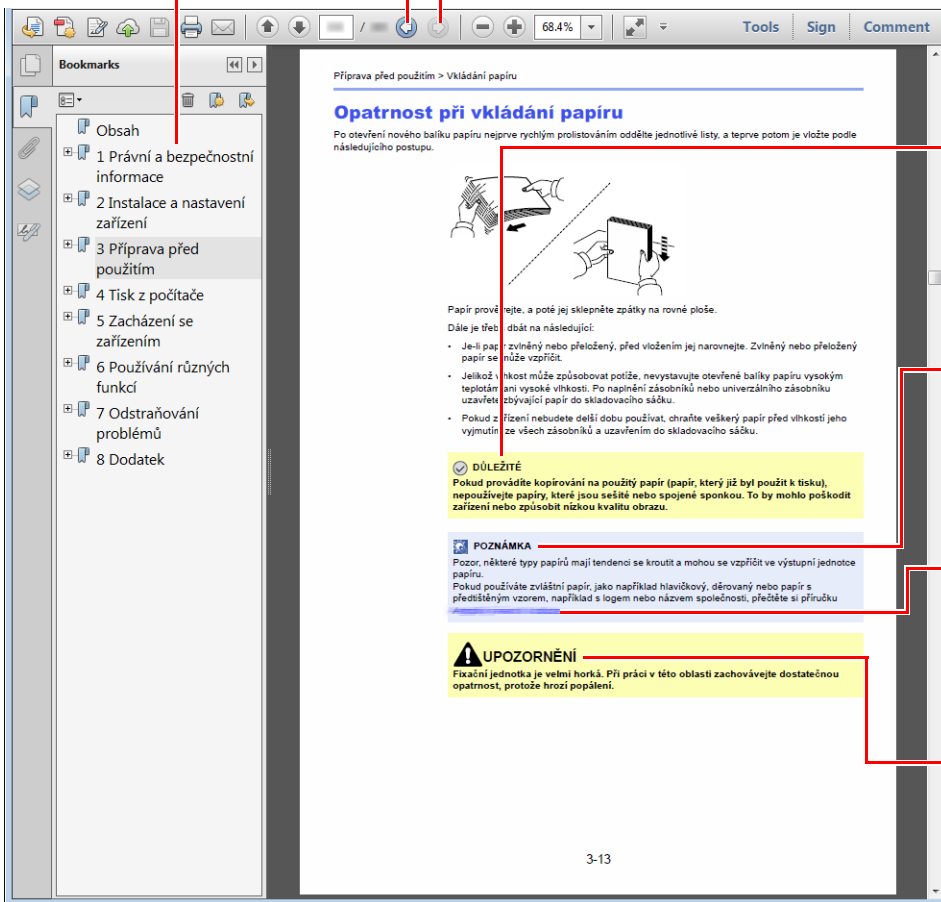 /
68.4%
Tools
Sign
Comment
Bookmarks
Obsah
1 Právní a bezpečnostní
informace
2 Instalace a nastavení
zařízení
3 Příprava před
použitím
4 Tisk z počítače
5 Zacházení se
zařízením
6 Používání různých
funkcí
7 Odstraňování
problémů
8 Dodatek
Příprava před použitím > Vkládání papíru
Opatrnost při vkládání papíru
Po otevření nového balíku papíru nejprve rychlým prolistováním oddělte jednotlivé listy, a teprve potom je vložte podle
následujícího postupu.
Papír provětrejte, a poté jej sklepněte zpátky na rovné ploše.
Dále je třeba dbát na následující:
• Je-li papír zvlněný nebo přeložený, před vložením jej narovnejte. Zvlněný nebo přeložený
papír se může vzpříčit.
• Jelikož vlhkost může způsobovat potíže, nevystavujte otevřené balíky papíru vysokým
teplotám ani vysoké vlhkosti. Po naplnění zásobníků nebo univerzálního zásobníku
uzavřete zbývající papír do skladovacího sáčku.
• Pokud zařízení nebudete delší dobu používat, chraňte veškerý papír před vlhkostí jeho
vyjmutím ze všech zásobníků a uzavřením do skladovacího sáčku.
DŮLEŽITÉ
Pokud provádíte kopírování na použitý papír (papír, který již byl použit k tisku),
nepoužívejte papíry, které jsou sešité nebo spojené sponkou. To by mohlo poškodit
zařízení nebo způsobit nízkou kvalitu obrazu.
POZNÁMKA
Pozor, některé typy papírů mají tendenci se kroutit a mohou se vzpříčit ve výstupní jednotce
papíru.
Pokud používáte zvláštní papír, jako například hlavičkový, děrovaný nebo papír s
předtištěným vzorem, například s logem nebo názvem společnosti, přečtěte si příručku
UPOZORNĚNÍ
Fixační jednotka je velmi horká. Při práci v této oblasti zachovávejte dostatečnou
opatrnost, protože hrozí popálení.
3-13